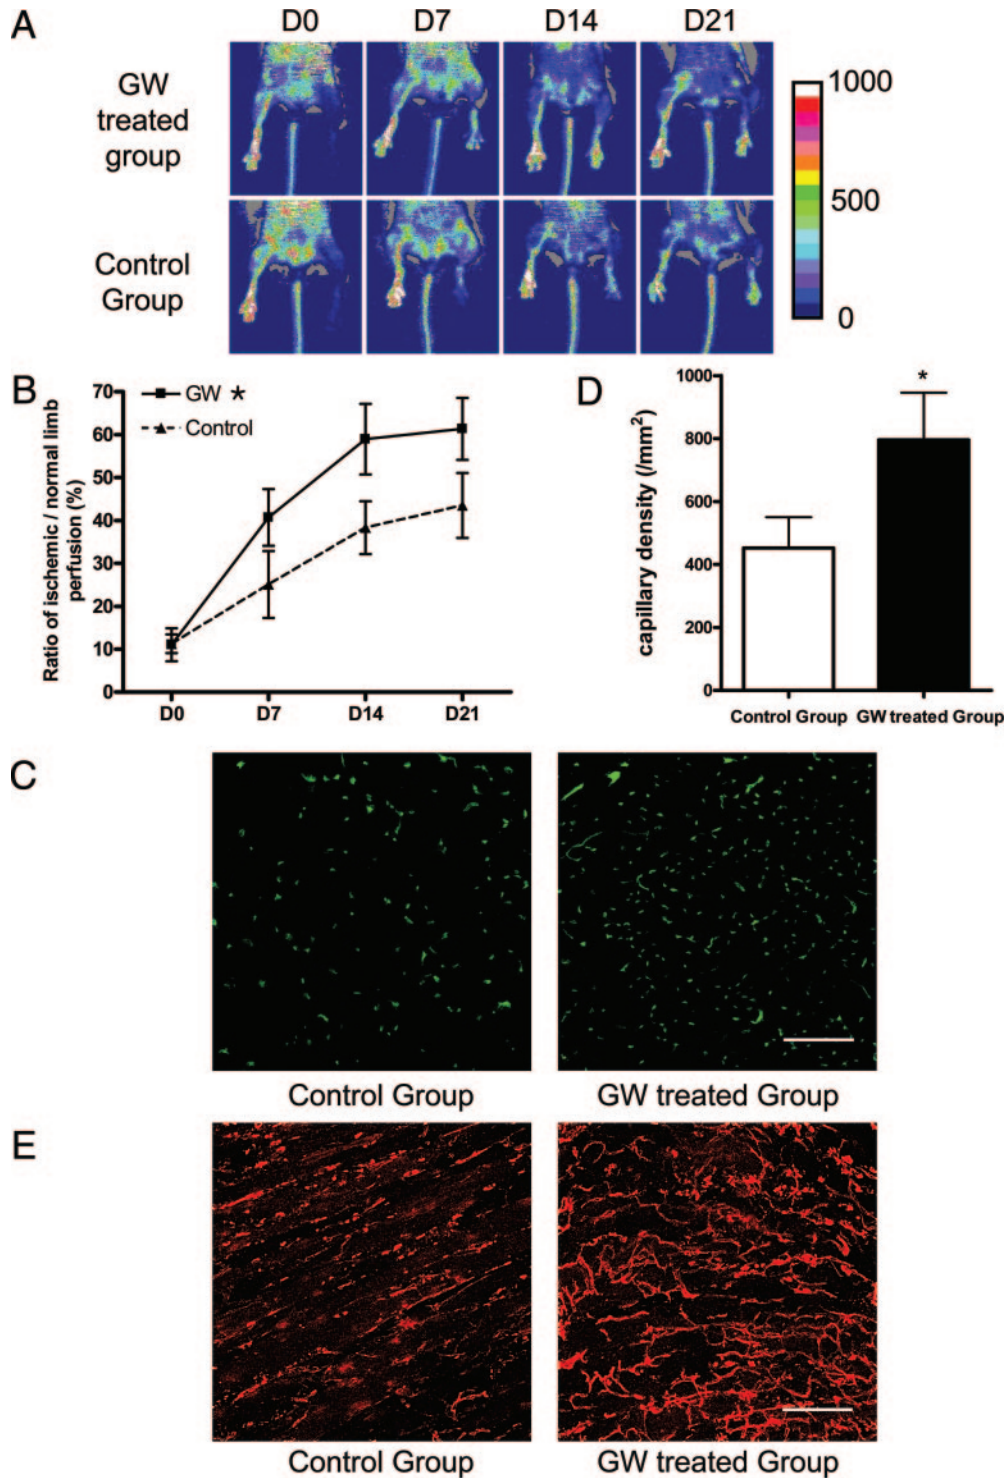 A
D0 D7 D14 D21
GW
treated
group
Control
Group
1000
500
0
B
Ratio of ischemic / normal limb
perfusion (%)
70
60
50
40
30
20
10
0
GW *
Control
D0 D7 D14 D21
D
capillary density (/mm²)
1000
800
600
400
200
0
*
Control Group GW treated Group
C
Control Group GW treated Group
E
Control Group GW treated Group